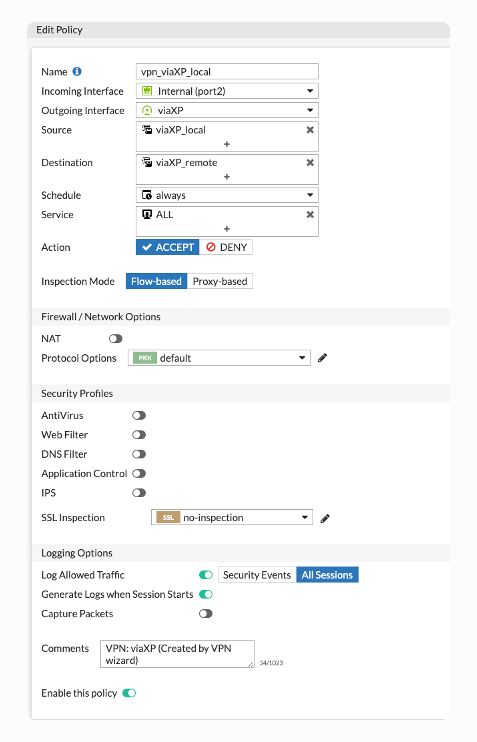 Edit Policy
Name vpn_viaXP_local
Incoming Interface Internal (port2)
Outgoing Interface viaXP
Source viaXP_local
+
Destination viaXP_remote
+
Schedule always
Service ALL
+
Action ACCEPT DENY
Inspection Mode Flow-based Proxy-based
Firewall / Network Options
NAT
Protocol Options PRX default
Security Profiles
AntiVirus
Web Filter
DNS Filter
Application Control
IPS
SSL Inspection SSL no-inspection
Logging Options
Log Allowed Traffic Security Events All Sessions
Generate Logs when Session Starts
Capture Packets
Comments VPN: viaXP (Created by VPN
wizard)
34/1023
Enable this policy